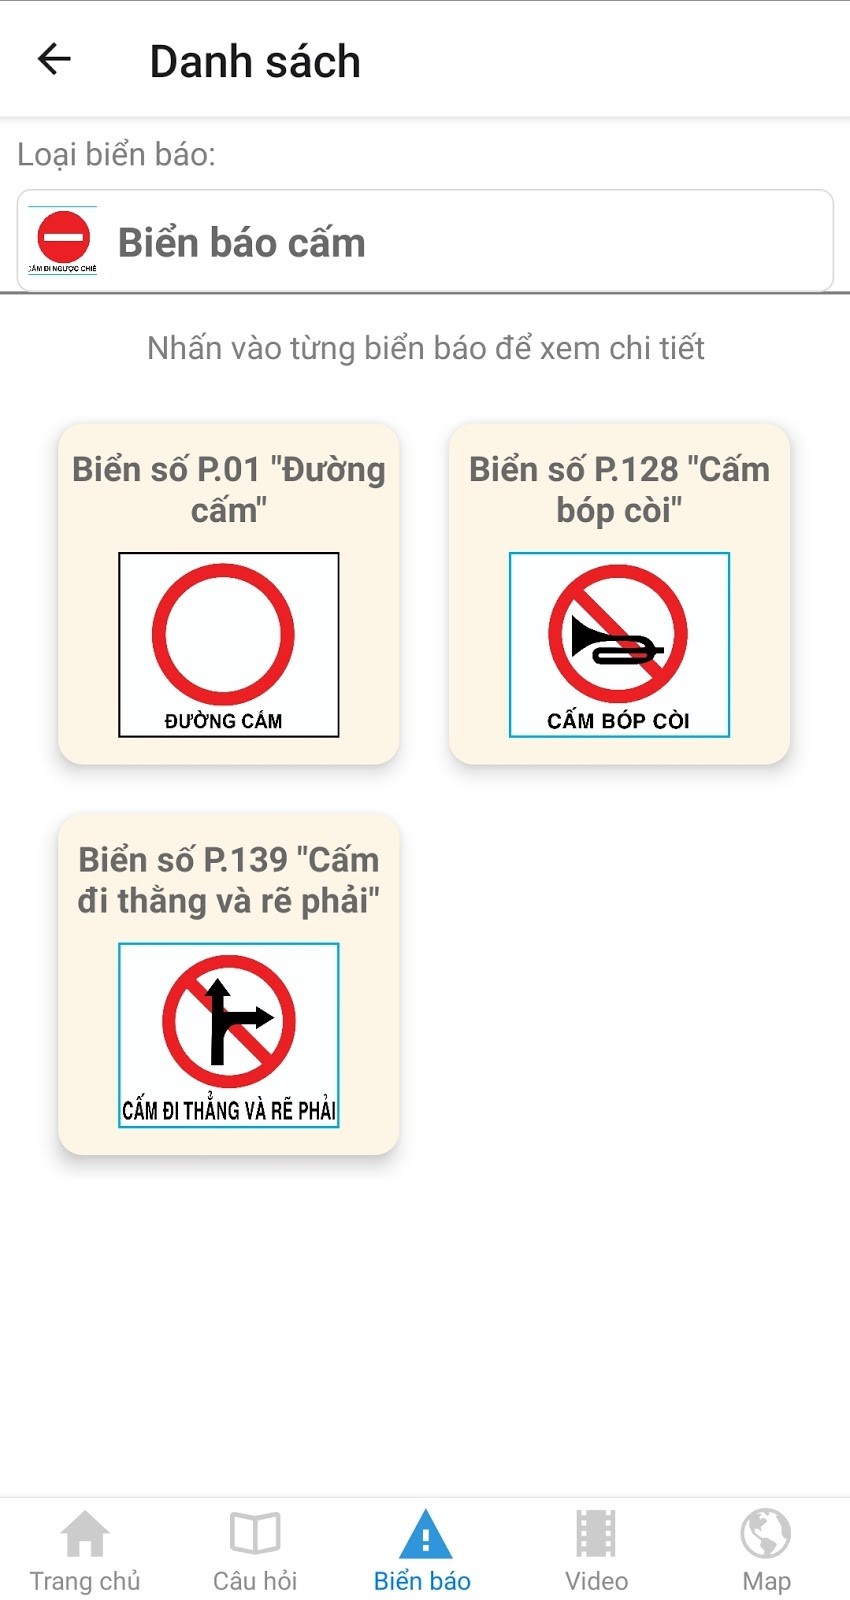 Danh sách
Loại biển báo:
CẤM ĐI NGƯỢC CHIỀ
Biển báo cấm
Nhấn vào từng biển báo để xem chi tiết
Biển số P.01 "Đường
cấm"
ĐƯỜNG CẤM
Biển số P.128 "Cấm
bóp còi"
CẤM BÓP CÒI
Biển số P.139 "Cấm
đi thẳng và rẽ phải"
CẤM ĐI THẲNG VÀ RẼ PHẢI
Trang chủ
Câu hỏi
Biển báo
Video
Map